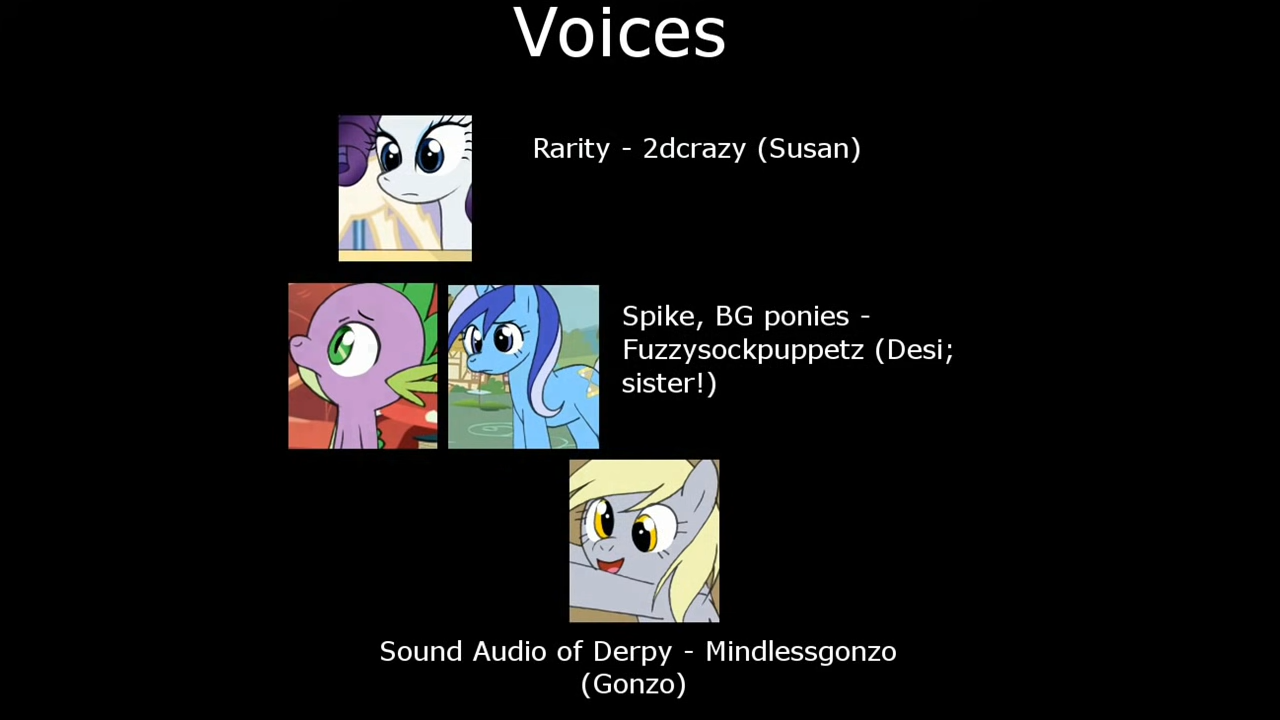 Voices
Rarity - 2dcrazy (Susan)
Spike, BG ponies -
Fuzzysockpuppetz (Desi;
sister!)
Sound Audio of Derpy - Mindlessgonzo
(Gonzo)